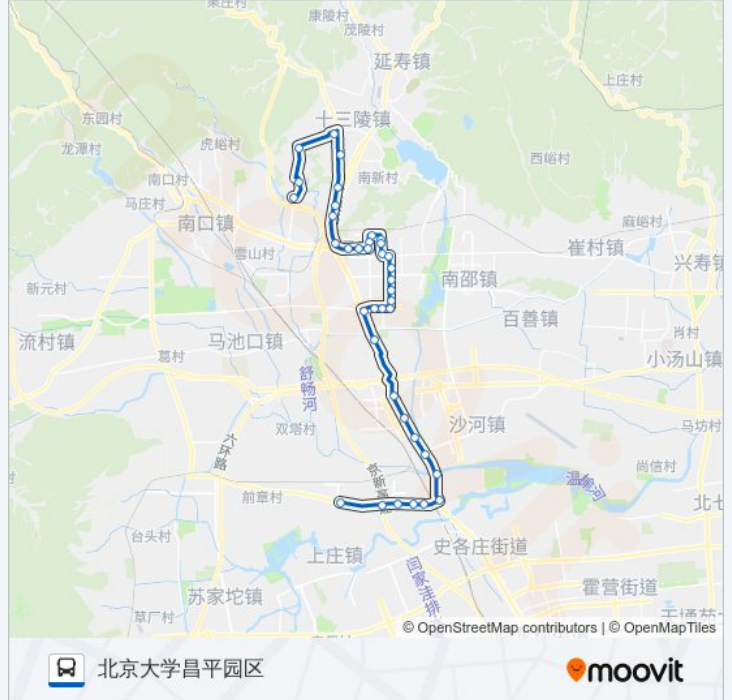 康陵村
茂陵村
延寿镇
上庄村
东园村
十三陵镇
虎峪村
龙潭村
西峪村
南口村
南新村
马庄村
南口镇
麻峪村
雪山村
崔村镇
兴寿镇
南邵镇
新元村
百善镇
肖村
流村镇
马池口镇
葛村
小汤山镇
舒畅河
沙河镇
马坊村
双塔村
六环路
尚信村
京新高速
温榆河
前章村
北七
台头村
史各庄街道
上庄镇
闫家洼排
霍营街道
苏家坨镇
草厂村
© OpenStreetMap contributors | © OpenMapTiles
北京大学昌平园区
moovit